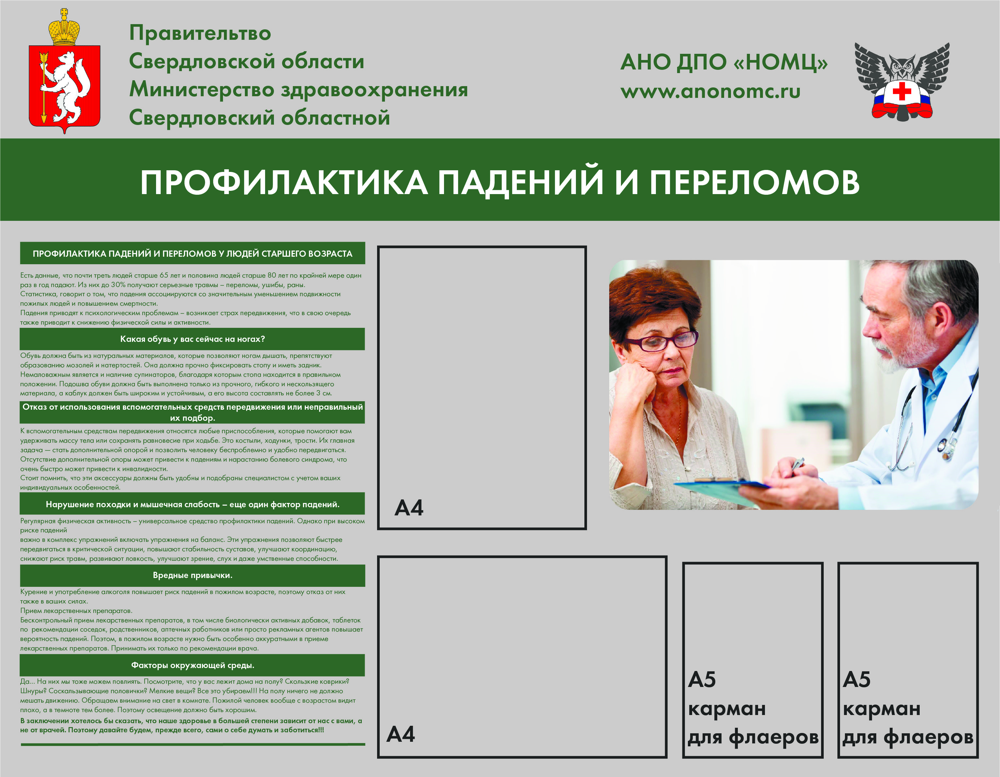 Правительтво
Свердловской области
Министерство здравоохранения
Свердловский областной
АНО ДПО «НОМЦ»
www.anonomc.ru
ПРОФИЛАКТИКА ПАДЕНИЙ И ПЕРЕЛОМОВ
ПРОФИЛАКТИКА ПАДЕНИЙ И ПЕРЕЛОМОВ У ЛЮДЕЙ СТАРШЕГО ВОЗРАСТА
Есть данные, что почти треть людей старше 65 лет и половина людей старше 80 лет по крайней мере один
раз в год падают. Из них до 30% получают серьезные травмы – переломы, ушибы, раны.
Статистика, говорит о том, что падения ассоциируются со значительным уменьшением подвижности
пожилых людей и повышением смертности.
Падения приводят к психологическим проблемам – возникает страх передвижения, что в свою очередь
также приводит к снижению физической силы и активности.
Какая обувь у вас сейчас на ногах?
Обувь должна быть из натуральных материалов, которые позволяют ногам дышать, препятствуют
образованию мозолей и натертостей. Она должна прочно фиксировать стопу и иметь задник.
Немаловажным является и наличие супинаторов, благодаря которым стопа находится в правильном
положении. Подошва обуви должна быть выполнена только из прочного, гибкого и нескользящего
материала, а каблук должен быть широким и устойчивым, а его высота составлять не более 3 см.
Отказ от использования вспомогательных средств передвижения или неправильный
их подбор.
К вспомогательным средствам передвижения относятся любые приспособления, которые помогают вам
удерживать массу тела или сохранять равновесие при ходьбе. Это костыли, ходунки, трости. Их главная
задача — стать дополнительной опорой и позволить человеку беспроблемно и удобно передвигаться.
Отсутствие дополнительной опоры может привести к падениям и нарастанию болевого синдрома, что
очень быстро может привести к инвалидности.
Стоит помнить, что эти аксессуары должны быть удобны и подобраны специалистом с учетом ваших
индивидуальных особенностей.
Нарушение походки и мышечная слабость – еще один фактор падений.
Регулярная физическая активность – универсальное средство профилактики падений. Однако при высоком
риске падений
важно в комплекс упражнений включать упражнения на баланс. Эти упражнения позволяют быстрее
передвигаться в критической ситуации, повышают стабильность суставов, улучшают координацию,
снижают риск травм, развивают ловкость, улучшают зрение, слух и даже умственные способности.
Вредные привычки.
Курение и употребление алкоголя повышает риск падений в пожилом возрасте, поэтому отказ от них
также в ваших силах.
Прием лекарственных препаратов.
Бесконтрольный прием лекарственных препаратов, в том числе биологически активных добавок, таблеток
по рекомендации соседок, родственников, аптечных работников или просто рекламных агентов повышает
вероятность падений. Поэтом, в пожилом возрасте нужно быть особенно аккуратными в приеме
лекарственных препаратов. Принимать их только по рекомендации врача.
Факторы окружающей среды.
Да... На них мы тоже можем повлиять. Посмотрите, что у вас лежит дома на полу? Скользкие коврики?
Шнуры? Соскальзывающие половички? Мелкие вещи? Все это убираем!!! На полу ничего не должно
мешать движению. Обращаем внимание на свет в комнате. Пожилой человек вообще с возрастом видит
плохо, а в темноте тем более. Поэтому освещение должно быть хорошим.
В заключении хотелось бы сказать, что наше здоровье в большей степени зависит от нас с вами, а
не от врачей. Поэтому давайте будем, прежде всего, сами о себе думать и заботиться!!!
А4
А4
А5
карман
для флаеров
А5
карман
для флаеров